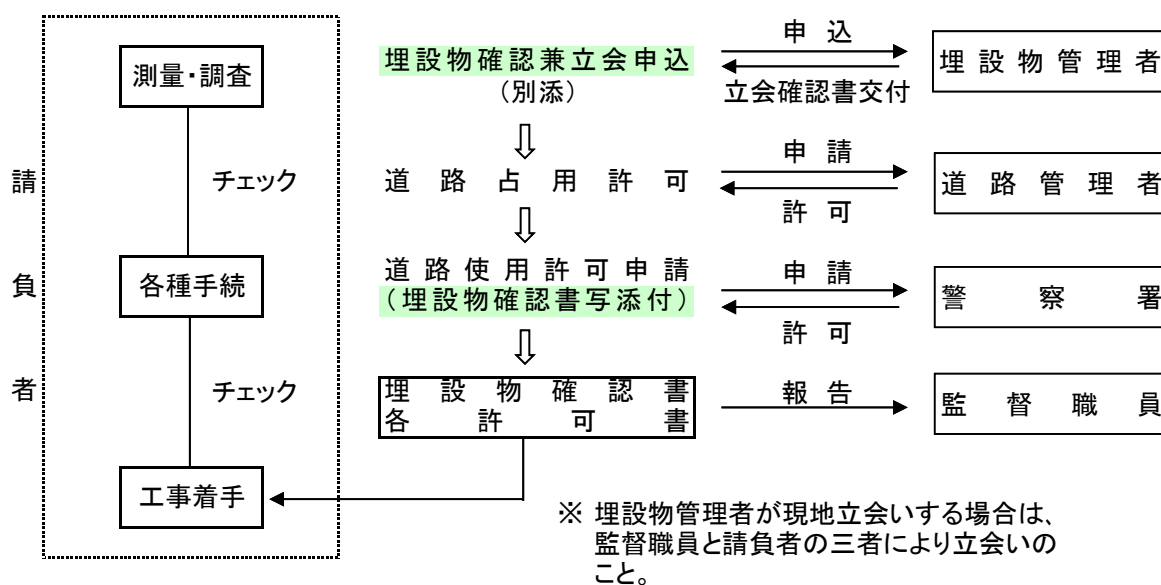 請負者
測量・調査
チェック
各種手続
チェック
工事着手
埋設物確認兼立会申込
（別添）
申込
立会確認書交付
埋設物管理者
道路占用許可
申請
許可
道路管理者
道路使用許可申請
（埋設物確認書写添付）
申請
許可
警察署
埋設物確認書
各許可書
報告
監督職員
※ 埋設物管理者が現地立会いする場合は、
監督職員と請負者の三者により立会いの
こと。